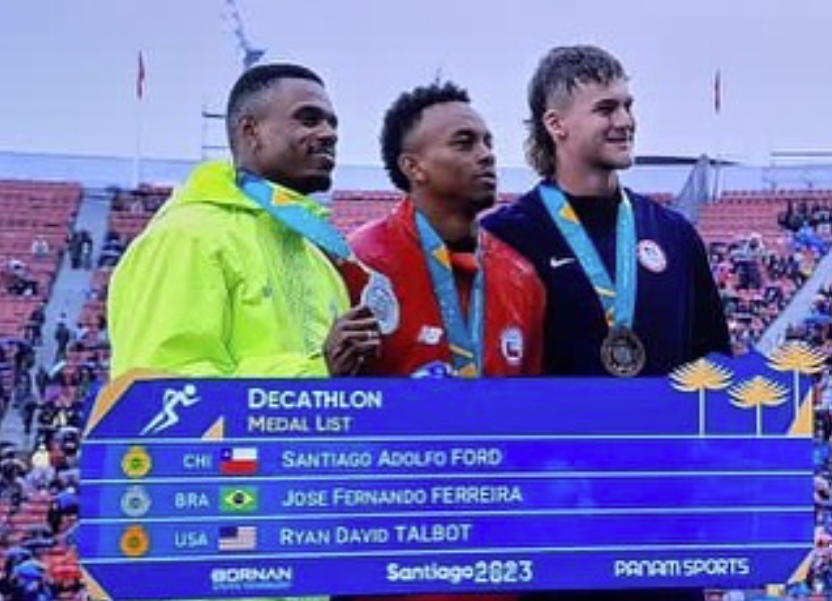 DECATHLON
MEDAL LIST
CHI SANTIAGO ADOLFO FORD
BRA JOSE FERNANDO FERREIRA
USA RYAN DAVID TALBOT
BORNAN Santiago2023 PANAM SPORTS